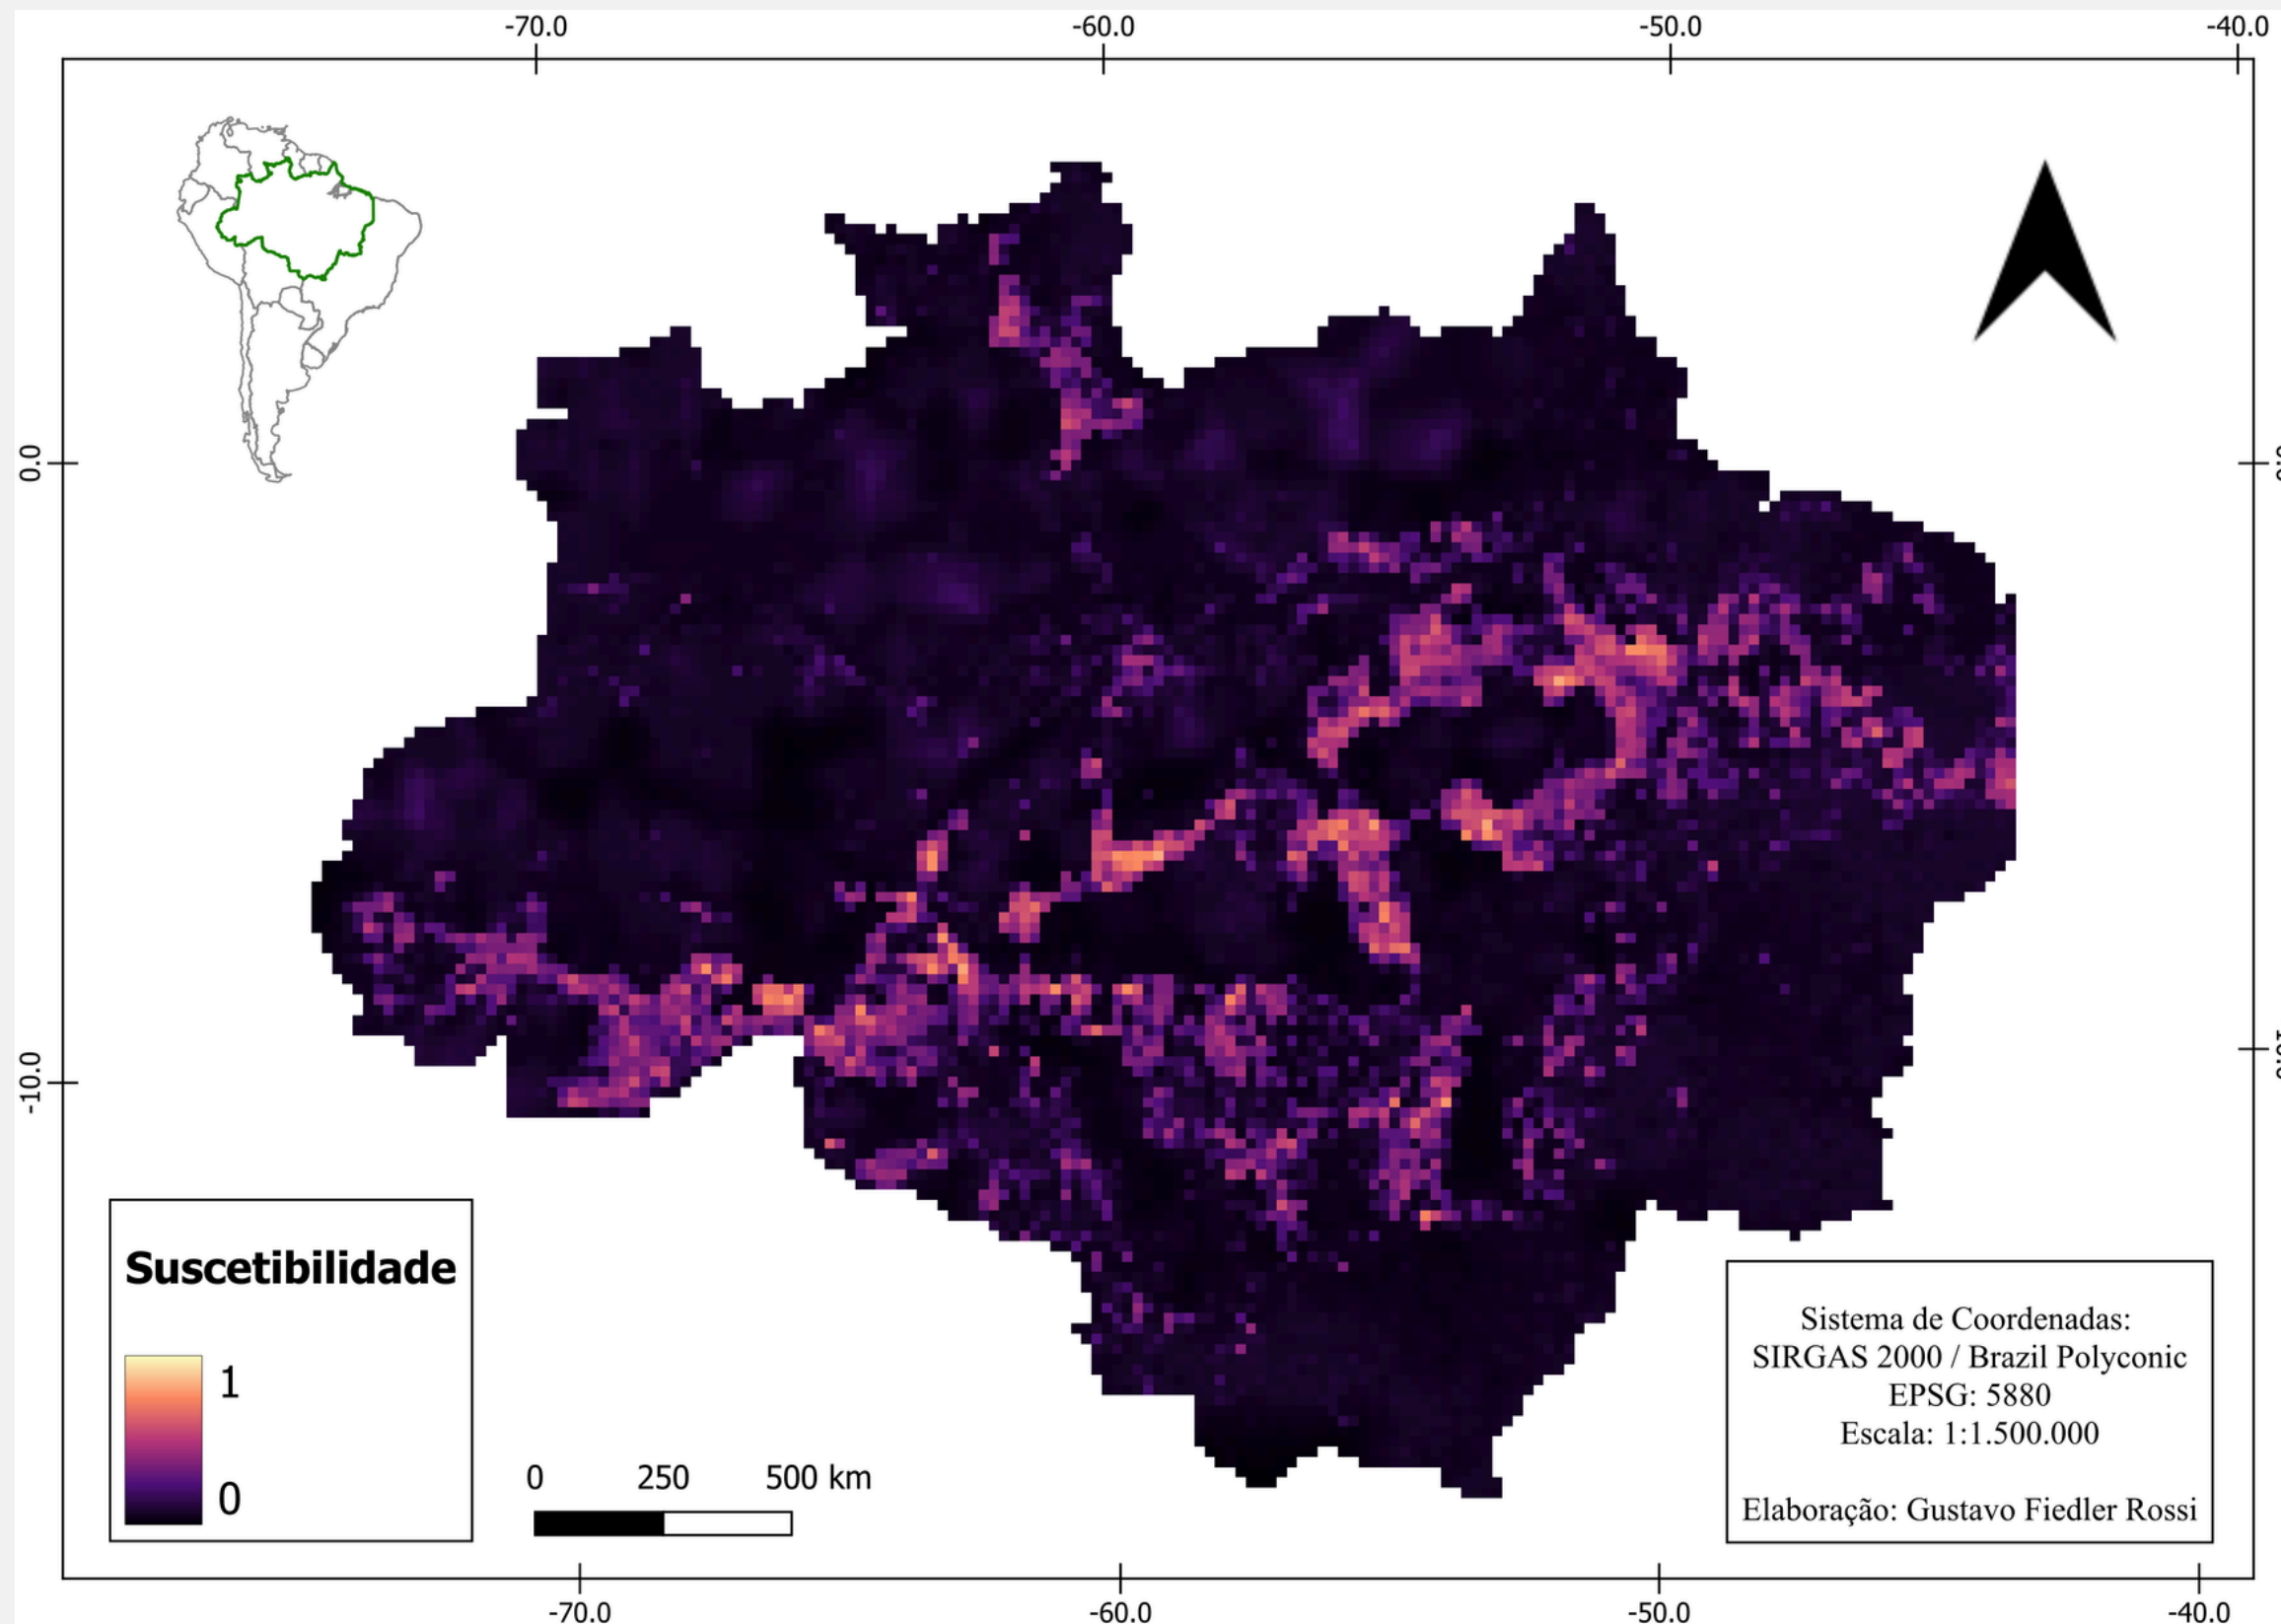 -70.0 -60.0 -50.0 -40.0
0.0
-10.0
Suscetibilidade
1
0
0 250 500 km
Sistema de Coordenadas:
SIRGAS 2000 / Brazil Polyconic
EPSG: 5880
Escala: 1:1.500.000
Elaboração: Gustavo Fiedler Rossi
-70.0 -60.0 -50.0 -40.0